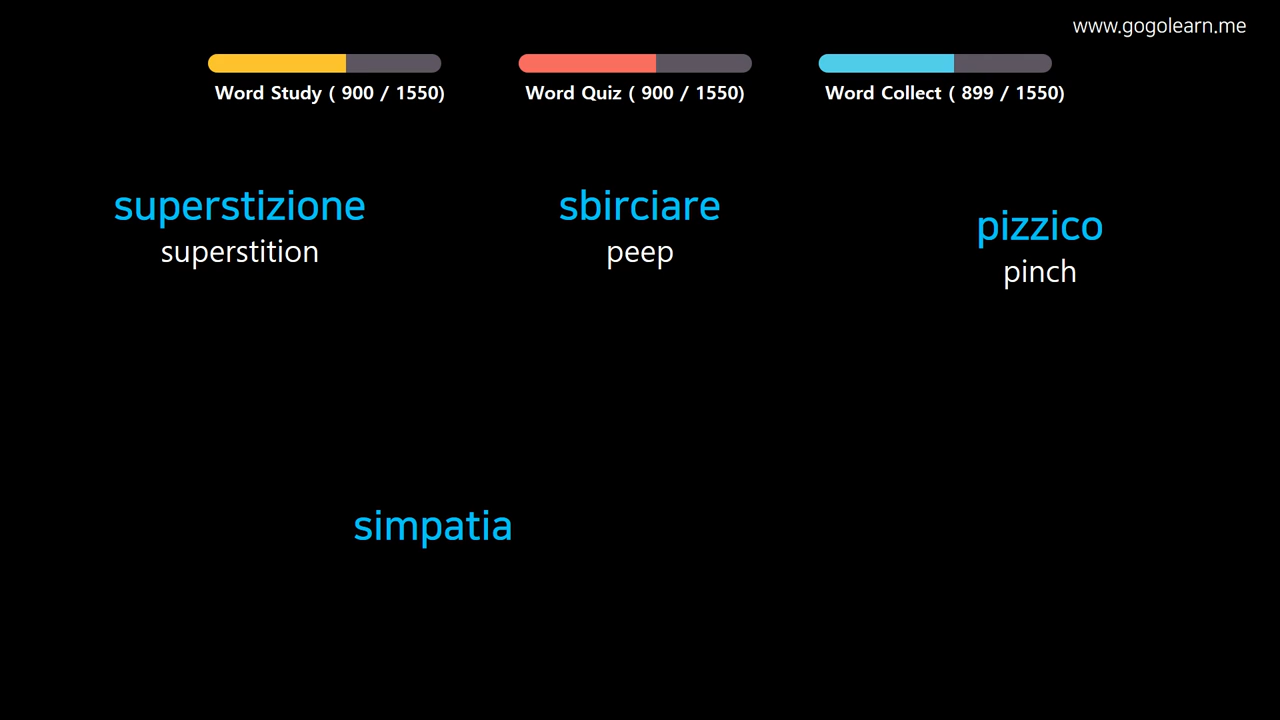 www.gogolearn.me
Word Study ( 900 / 1550)
Word Quiz ( 900 / 1550)
Word Collect ( 899 / 1550)
superstizione
superstition
sbirciare
peep
pizzico
pinch
simpatia